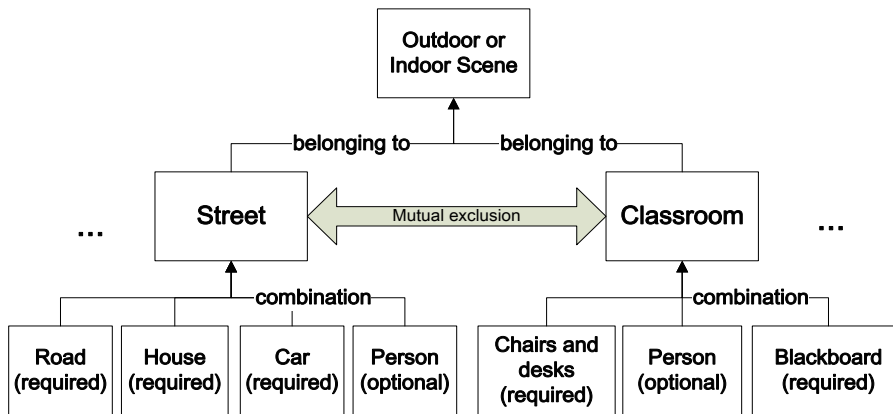 Outdoor or
Indoor Scene
belonging to
belonging to
...
Street
Mutual exclusion
Classroom
...
combination
combination
Road
(required)
House
(required)
Car
(required)
Person
(optional)
Chairs and
desks
(required)
Person
(optional)
Blackboard
(required)